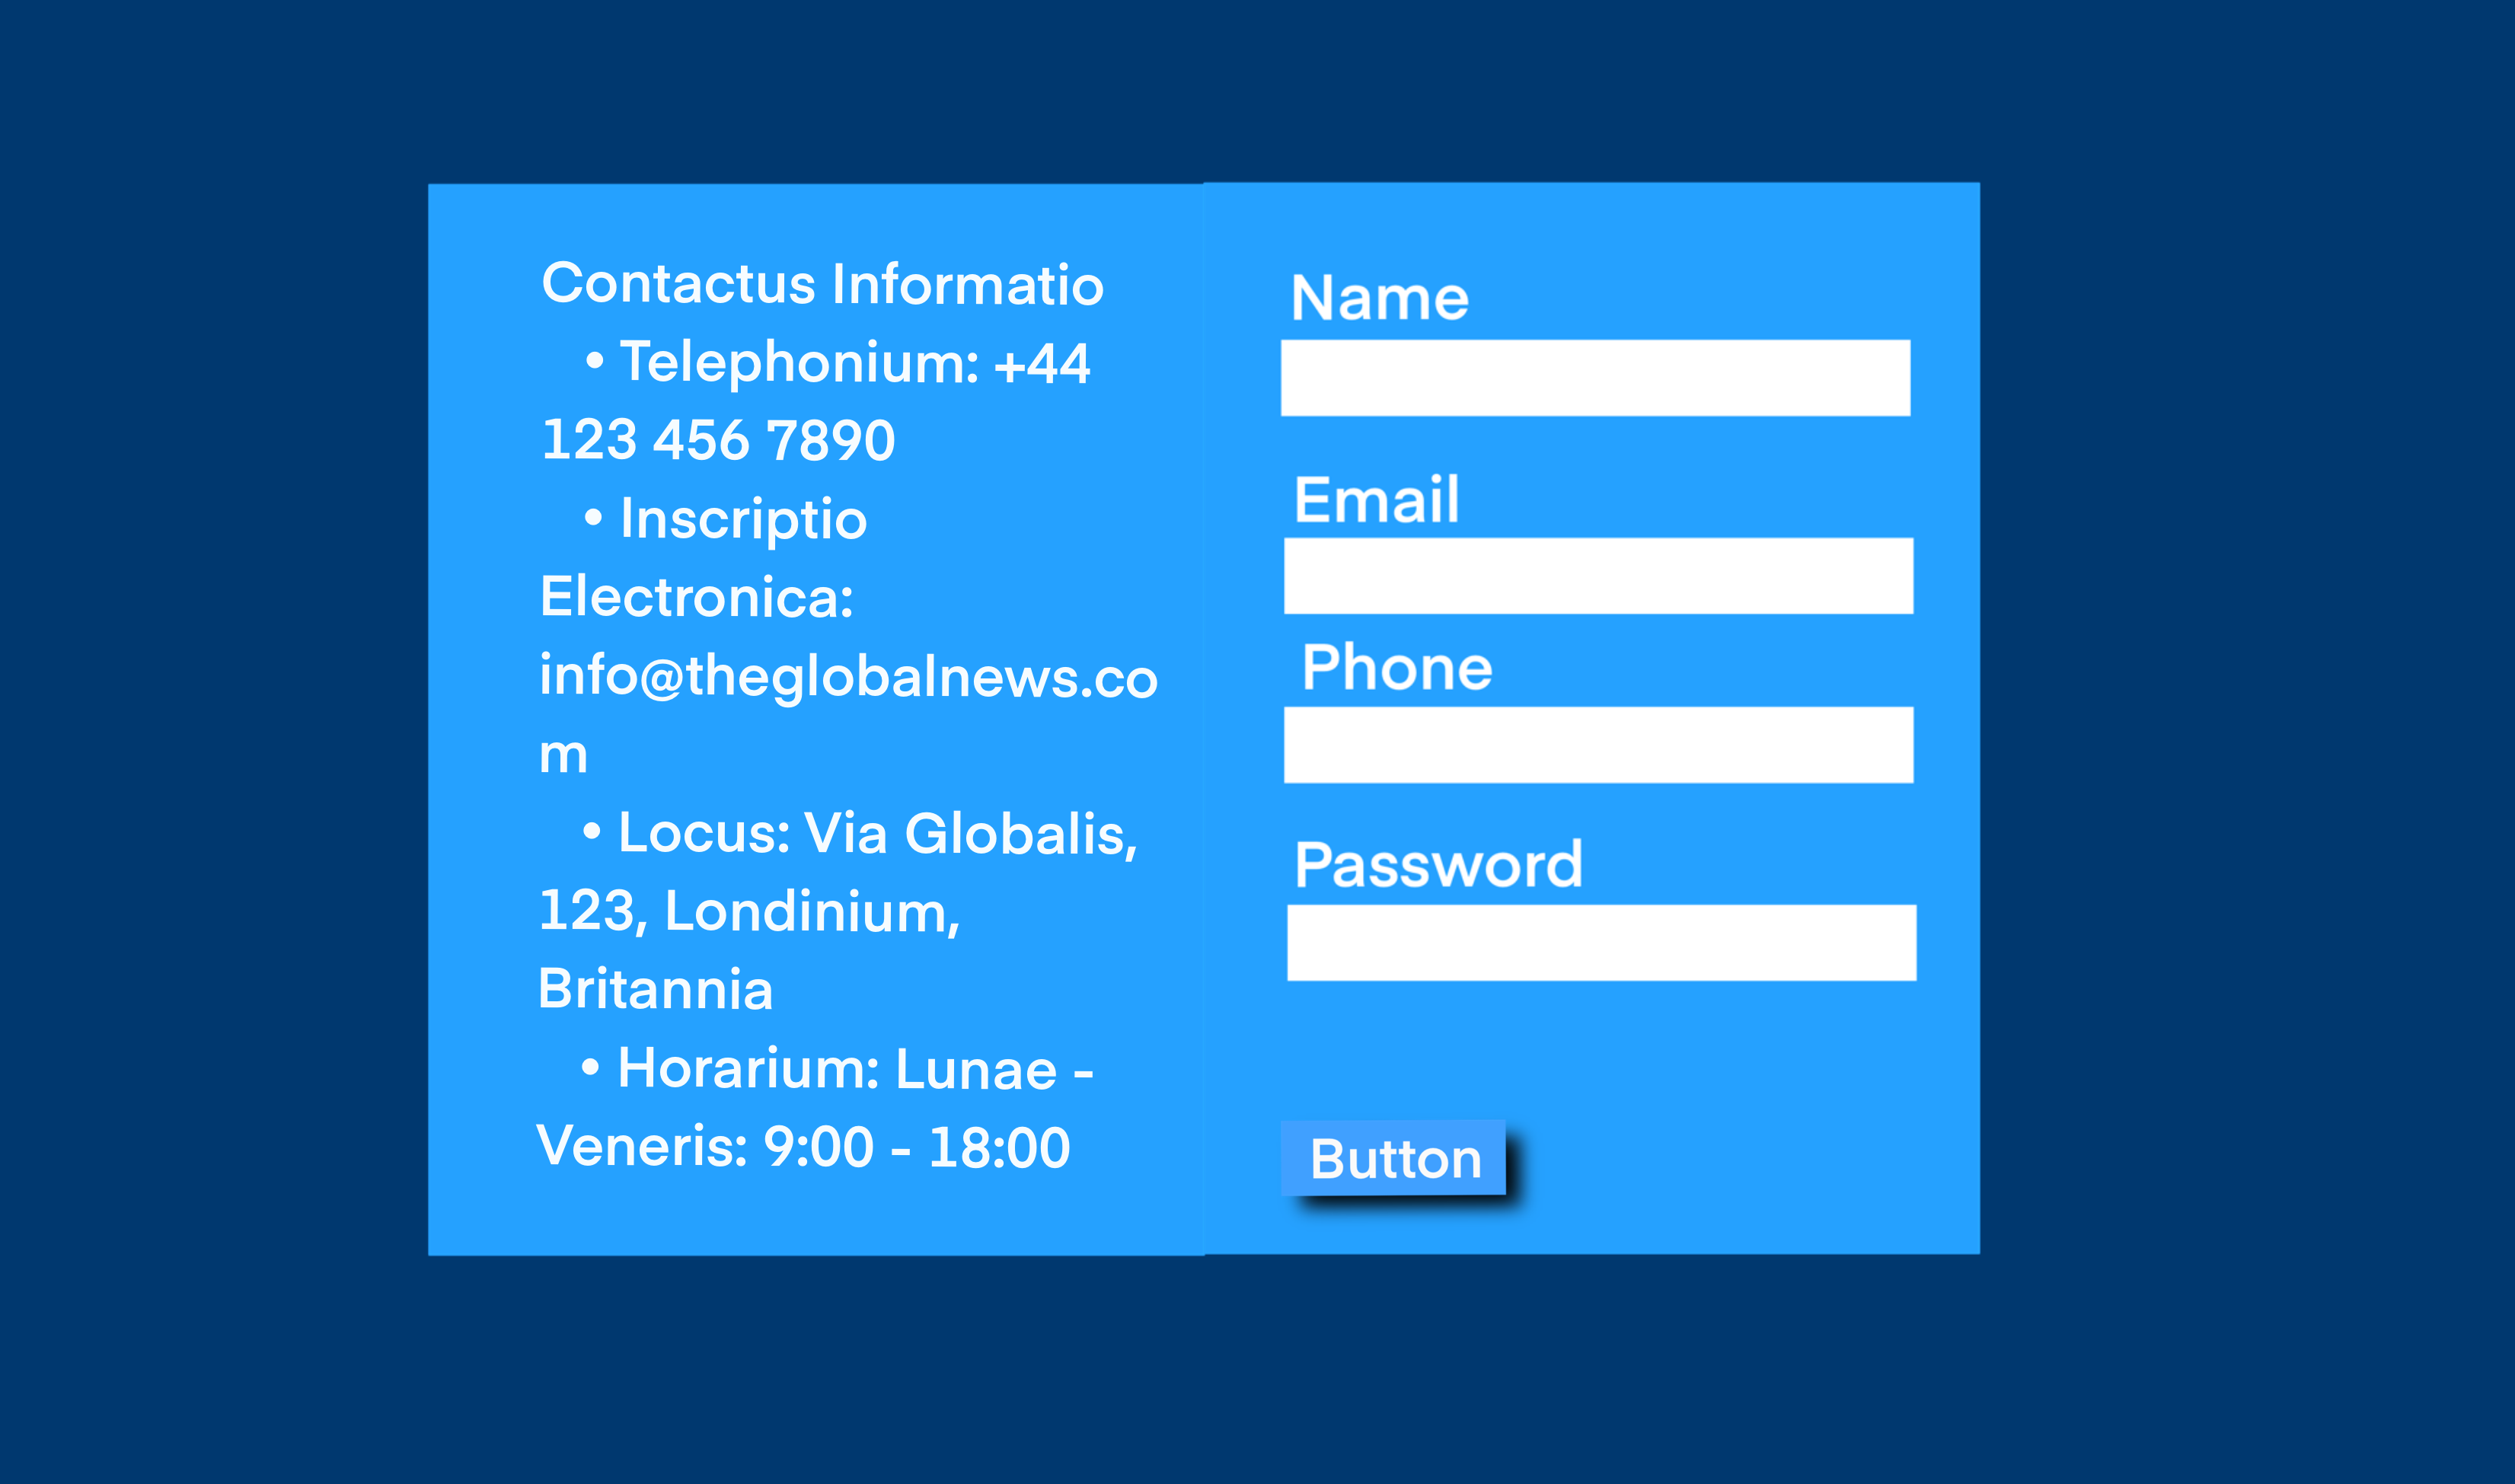 Contactus Informatio
• Telephonium: +44
123 456 7890
• Inscriptio
Electronica:
info@theglobalnews.co
m
• Locus: Via Globalis,
123, Londinium,
Britannia
• Horarium: Lunae -
Veneris: 9:00 - 18:00
Name
Email
Phone
Password
Button